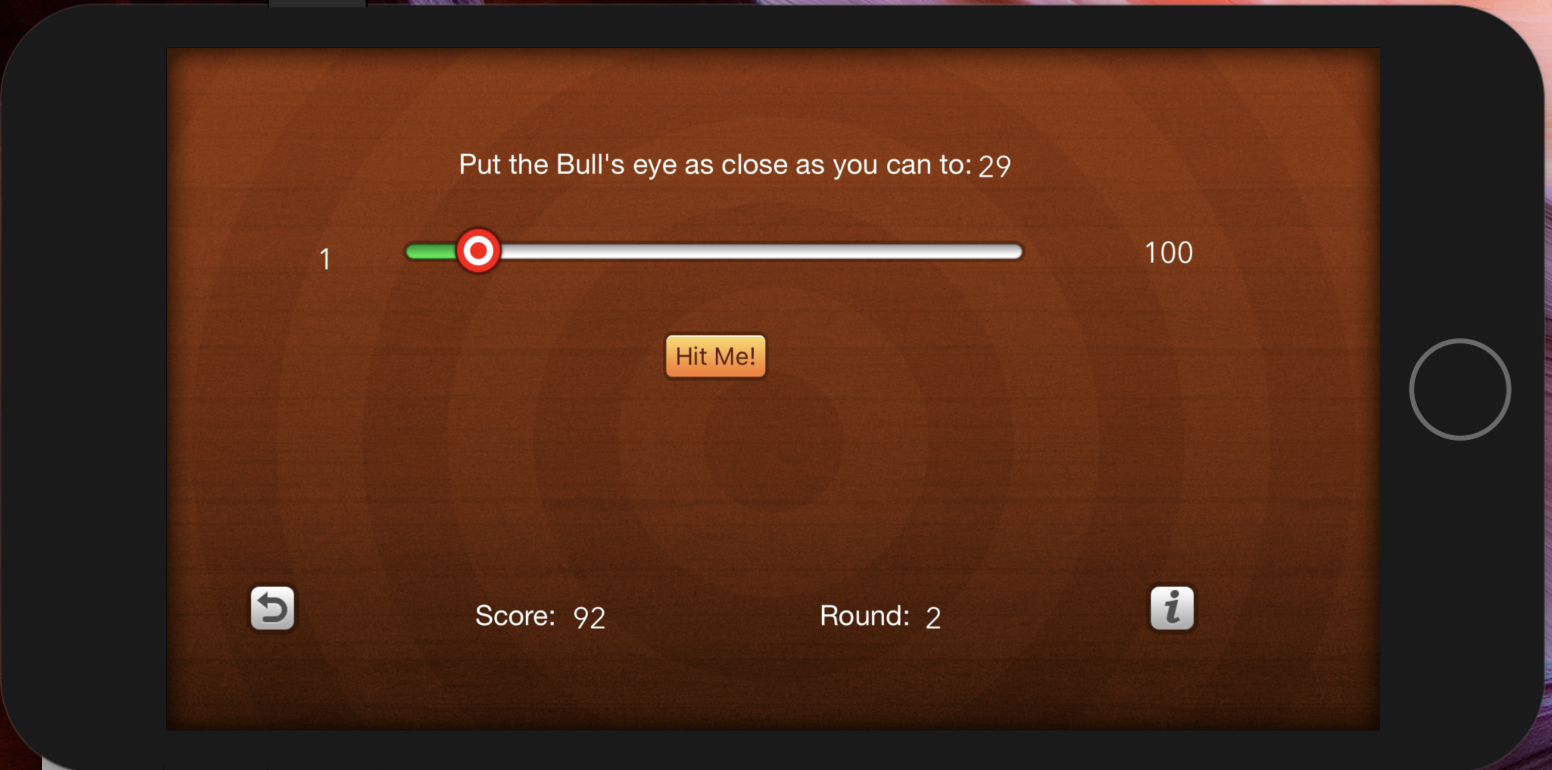 Put the Bull's eye as close as you can to: 29
1 100
Hit Me!
Score: 92 Round: 2 i